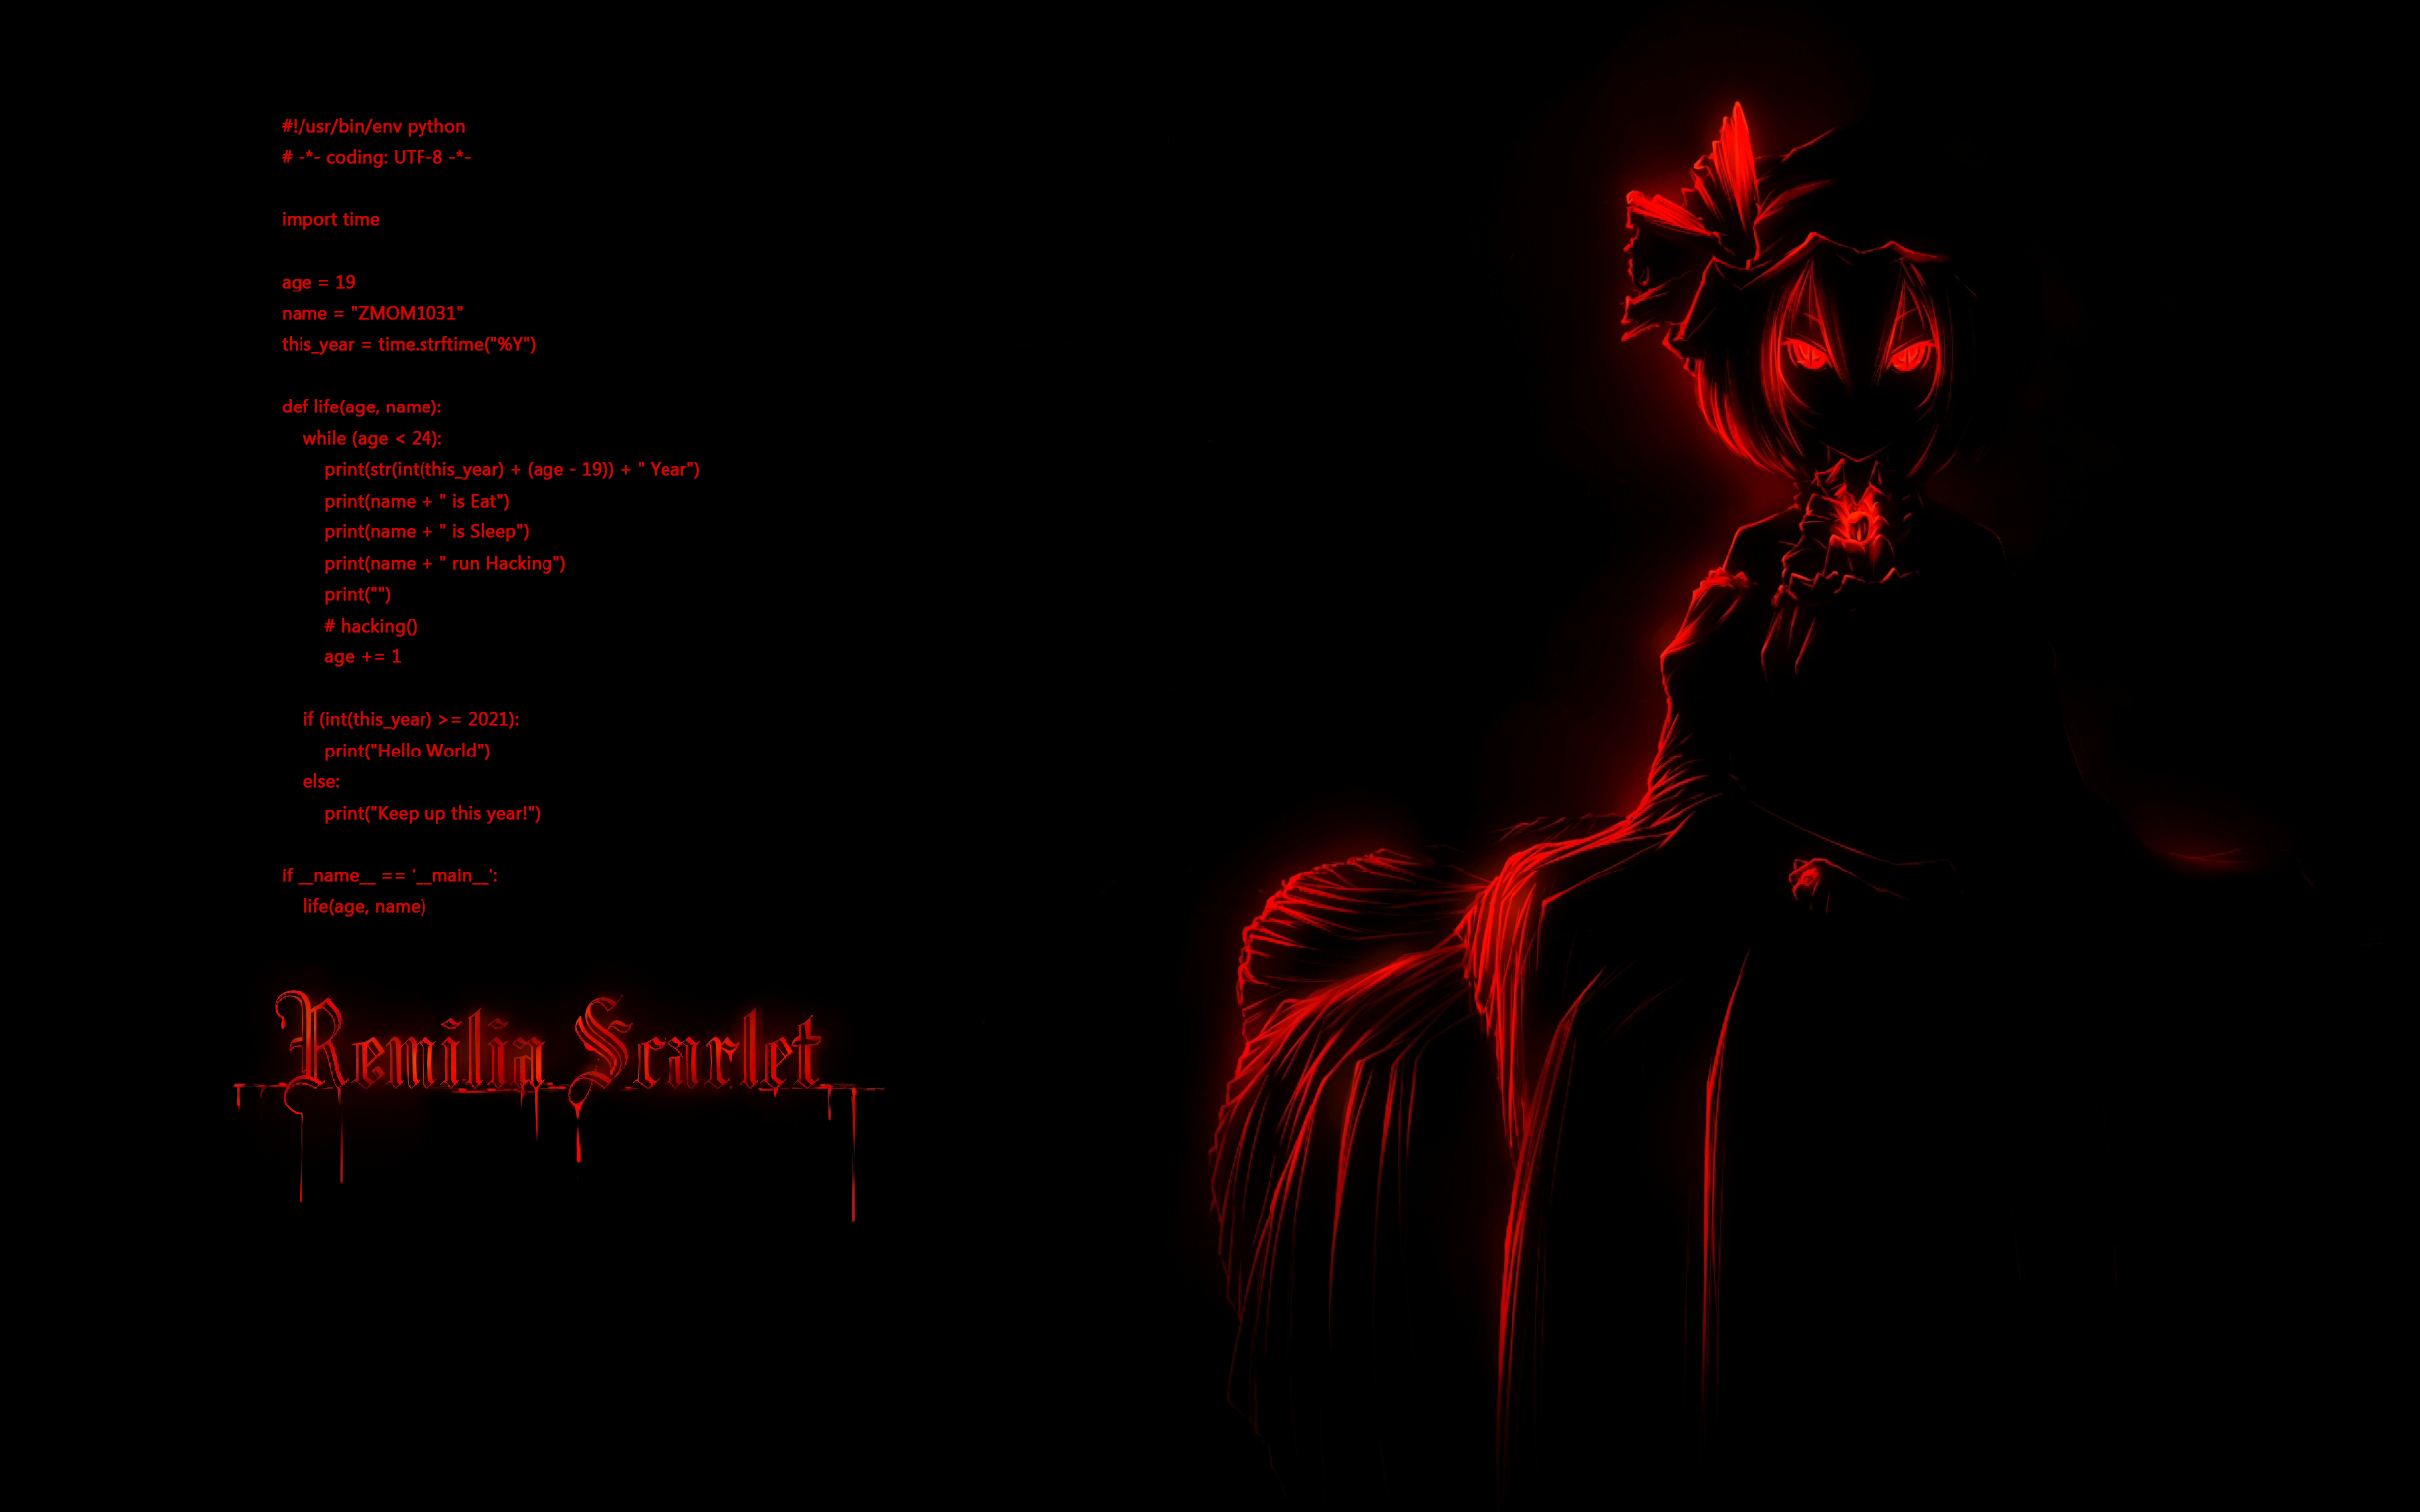 #!/usr/bin/env python
# -*- coding: UTF-8 -*-

import time

age = 19
name = "ZMOM1031"
this_year = time.strftime("%Y")

def life(age, name):
    while (age < 24):
        print(str(int(this_year) + (age - 19)) + " Year")
        print(name + " is Eat")
        print(name + " is Sleep")
        print(name + " run Hacking")
        print("")
        # hacking()
        age += 1

    if (int(this_year) >= 2021):
        print("Hello World")
    else:
        print("Keep up this year!")

if __name__ == '__main__':
    life(age, name)

Remilia Scarlet